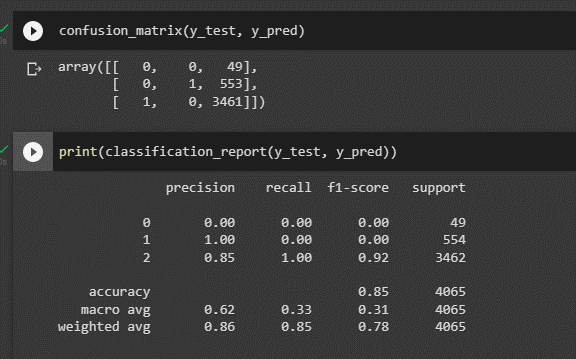 confusion_matrix(y_test, y_pred)
array([[   0,    0,   49],
       [   0,    1,  553],
       [   1,    0, 3461]])
print(classification_report(y_test, y_pred))
              precision    recall  f1-score   support
           0       0.00      0.00      0.00        49
           1       1.00      0.00      0.00       554
           2       0.85      1.00      0.92      3462
    accuracy                           0.85      4065
   macro avg       0.62      0.33      0.31      4065
weighted avg       0.86      0.85      0.78      4065